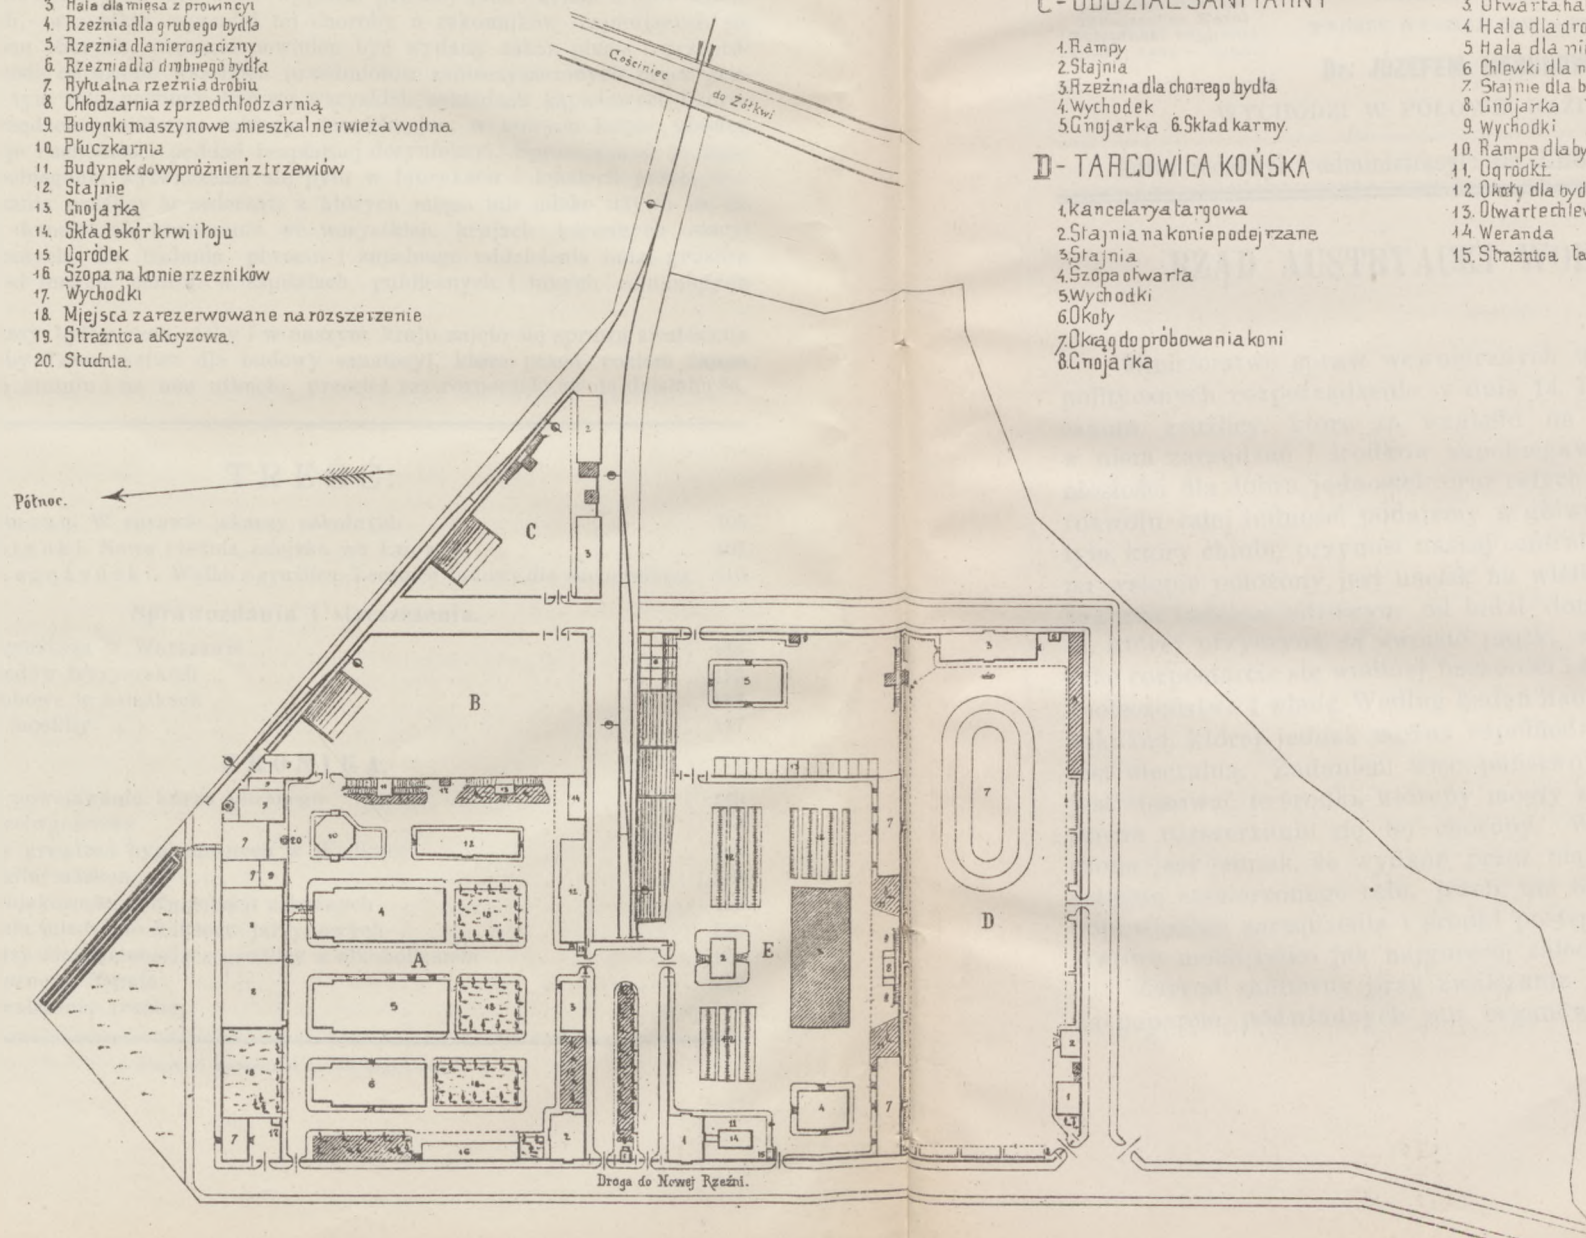 3. Hala dla mięsa z prowincyi
4. Rzeźnia dla grubego bydła
5. Rzeźnia dla nierogacizny
6. Rzeźnia dla drobnego bydła
7. Rytualna rzeźnia drobiu
8. Chłodzarnia z przedchłodzarnią
9. Budynki maszynowe mieszkalne i wieża wodna
10. Płuczkarnia
11. Budynek do wypróżnień z trzewiów
12. Stajnie
13. Gnojarka
14. Skład skór krwi i łoju
15. Ogródek
16. Szopa na konie rzezników
17. Wychodki
18. Miejsca zarezerwowane na rozszerzenie
19. Strażnica akcyzowa.
20. Studnia.
Gościniec do Żółkwi
C - ODDZIAŁ SANITARNY
1. Rampy
2. Stajnia
3. Rzeźnia dla chorego bydła
4. Wychodek
5. Gnojarka 6. Skład karmy.
D - TARGOWICA KOŃSKA
1. kancelarya targowa
2. Stajnia na konie podejrzane
3. Stajnia
4. Szopa otwarta
5. Wychodki
6. Okoły
7. Okrąg do próbowania koni
8. Gnojarka
3. Otwarta ha
4. Hala dla dro
5. Hala dla ni
6. Chlewki dla n
7. Stajnie dla b
8. Gnojarka
9. Wychodki
10. Rampa dla by
11. Ogródki.
12. Okoły dla byd
13. Otwarte chlew
14. Weranda
15. Strażnica ta
Północ.
C
B
A
E
D
Droga do Nowej Rzeźni.